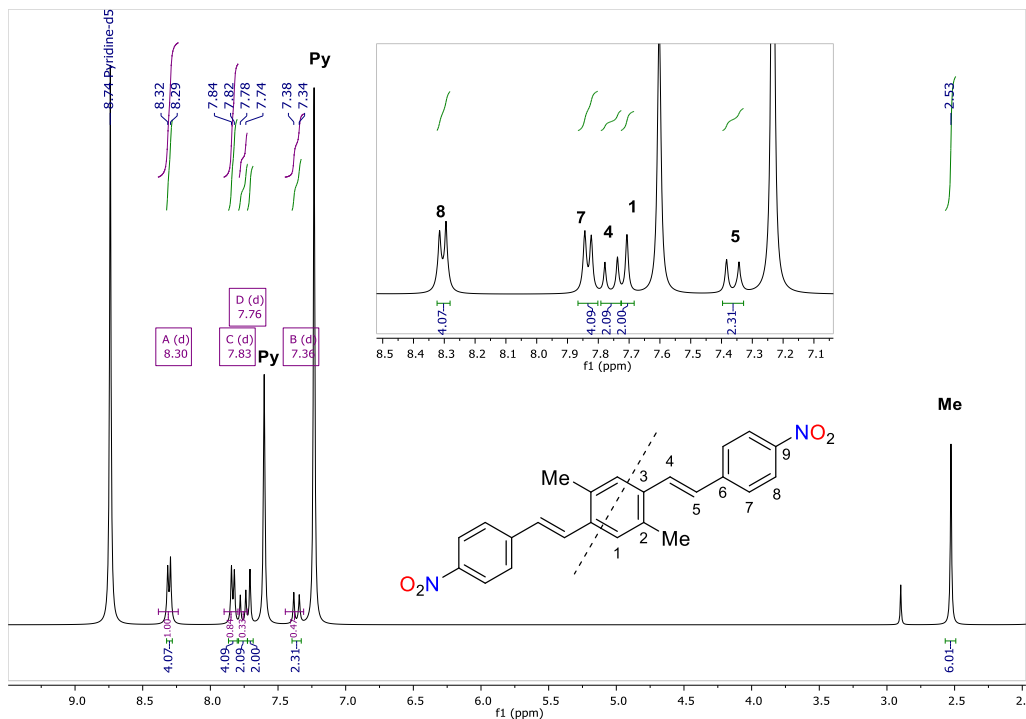 8.74 Pyridine-d5
8.32
8.29
7.84
7.82
7.78
7.74
7.38
7.34
2.53
Py
8
7
4
1
5
4.07
4.09
2.09
2.00
2.31
8.5 8.4 8.3 8.2 8.1 8.0 7.9 7.8 7.7 7.6 7.5 7.4 7.3 7.2 7.1
f1 (ppm)
D (d)
7.76
A (d)
8.30
C (d)
7.83
B (d)
7.36
Py
Me
NO2
9
8
7
6
5
4
3
Me
2
Me
1
O2N
1.00
0.84
0.33
0.47
4.07
4.09
2.09
2.00
2.31
6.01
9.0 8.5 8.0 7.5 7.0 6.5 6.0 5.5 5.0 4.5 4.0 3.5 3.0 2.5 2.
f1 (ppm)